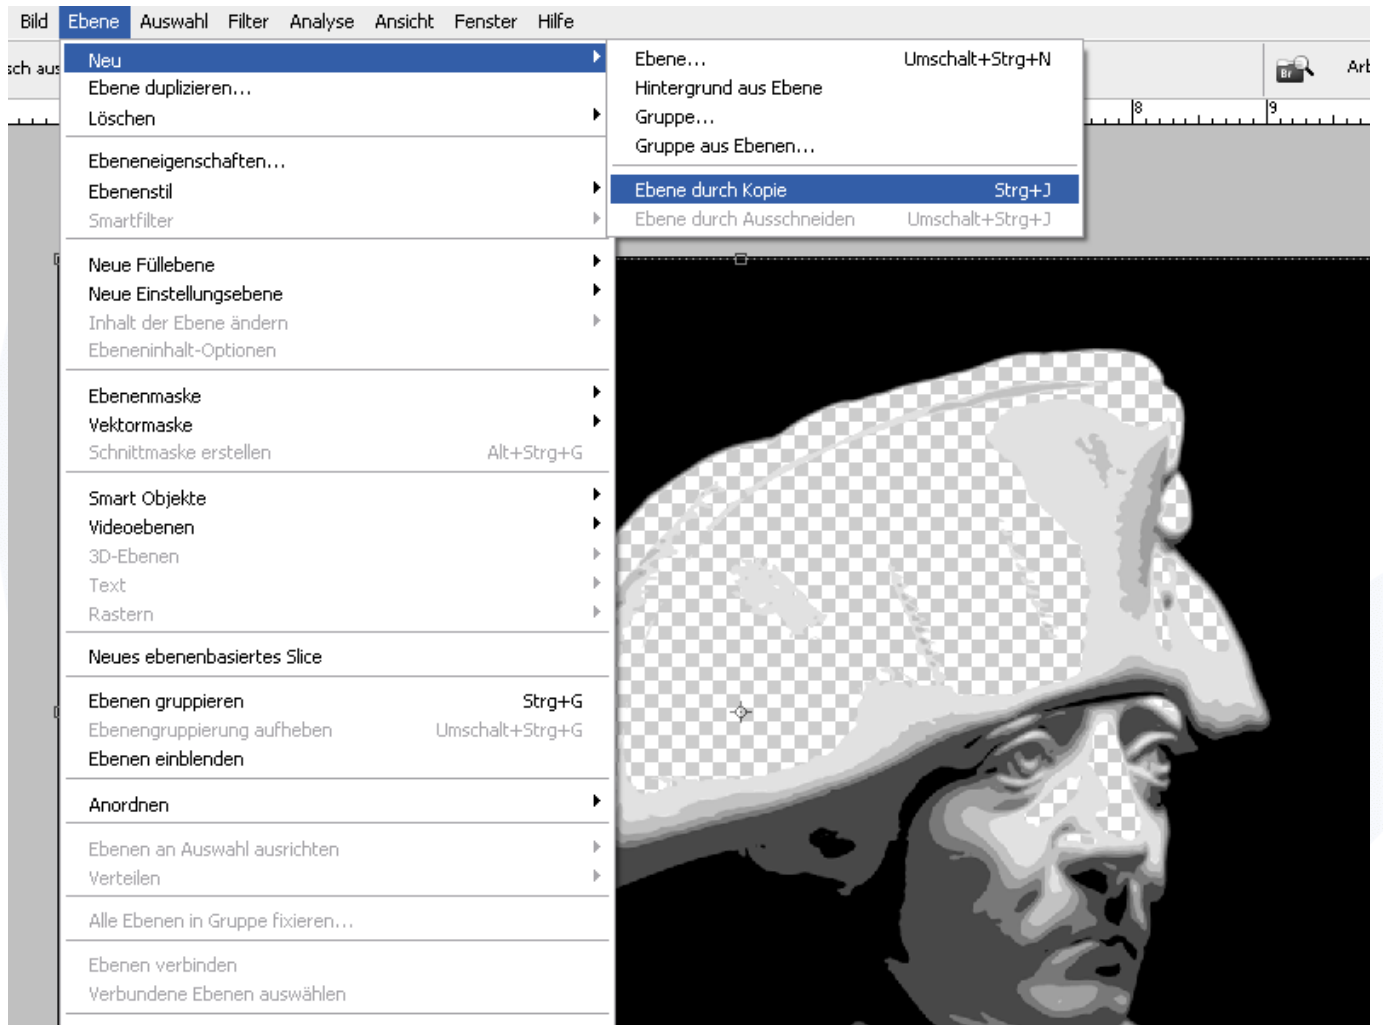 Bild Ebene Auswahl Filter Analyse Ansicht Fenster Hilfe
sch aus
Neu
Ebene duplizieren...
Löschen
Ebeneneigenschaften...
Ebenenstil
Smartfilter
Neue Füllebene
Neue Einstellungsebene
Inhalt der Ebene ändern
Ebeneninhalt-Optionen
Ebenenmaske
Vektormaske
Schnittmaske erstellen Alt+Strg+G
Smart Objekte
Videoebenen
3D-Ebenen
Text
Rastern
Neues ebenenbasiertes Slice
Ebenen gruppieren Strg+G
Ebenengruppierung aufheben Umschalt+Strg+G
Ebenen einblenden
Anordnen
Ebenen an Auswahl ausrichten
Verteilen
Alle Ebenen in Gruppe fixieren...
Ebenen verbinden
Verbundene Ebenen auswählen
Ebene... Umschalt+Strg+N
Hintergrund aus Ebene
Gruppe...
Gruppe aus Ebenen...
Ebene durch Kopie Strg+J
Ebene durch Ausschneiden Umschalt+Strg+J
Br
Arb
8 9